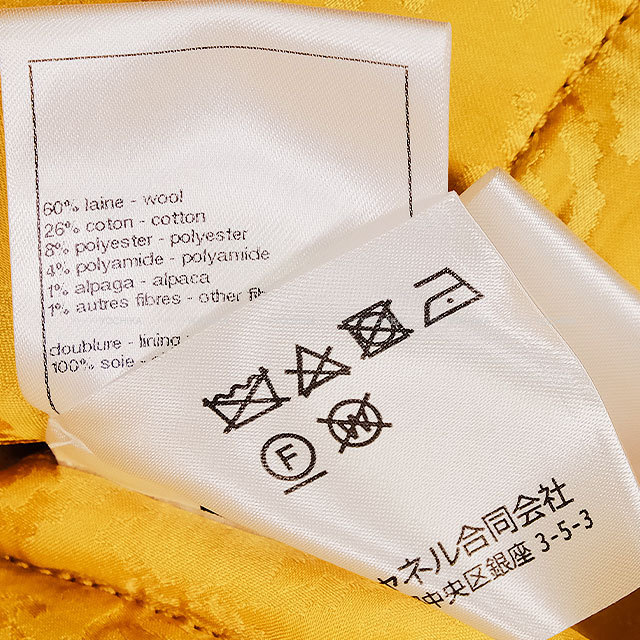 60% laine - wool
26% coton - cotton
8% polyester - polyester
4% polyamide - polyamide
1% alpaga - alpaca
1% autres fibres - other
doublure - lining
100% soie -
F
W
ャネル合同会社
中央区銀座 3-5-3